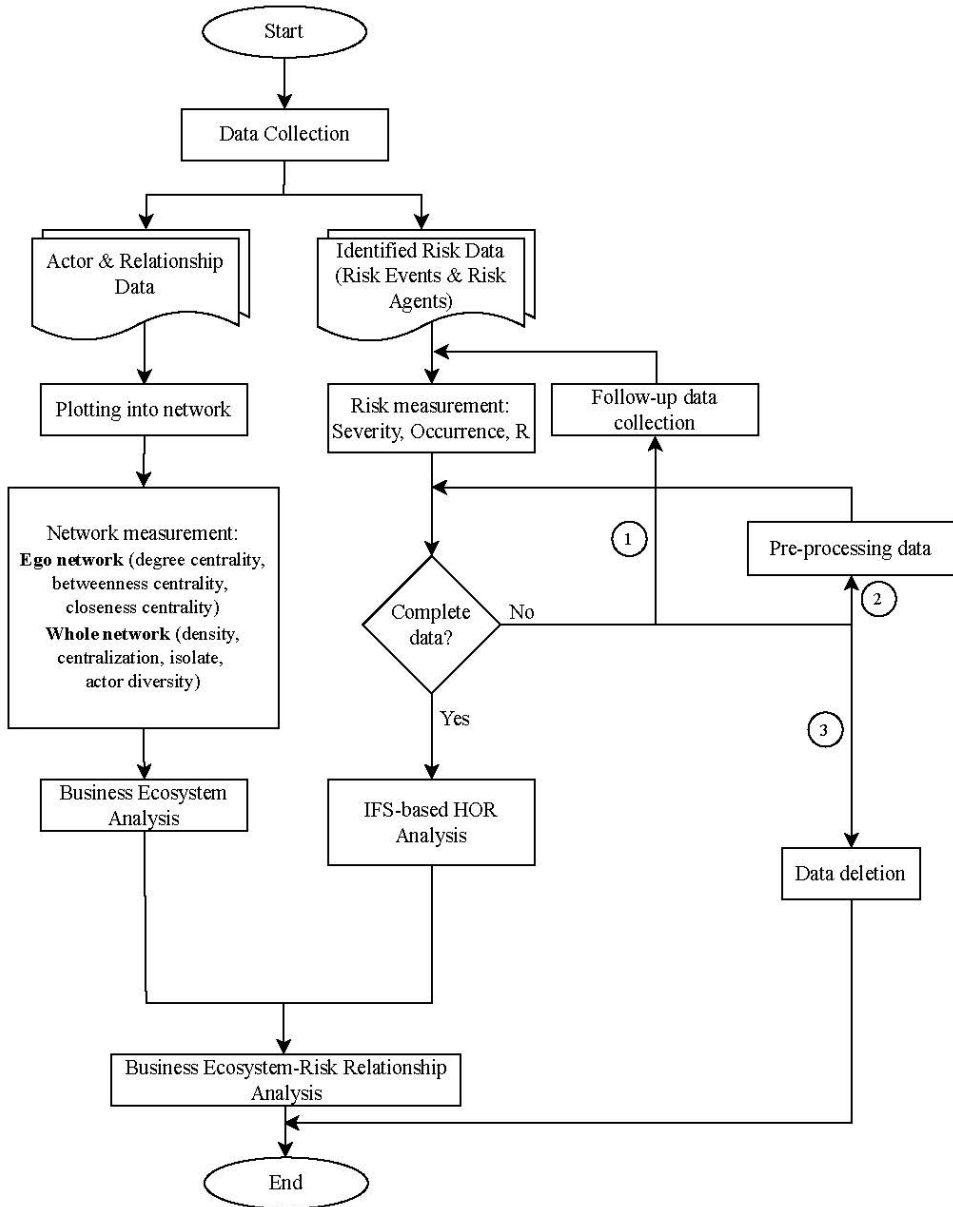 Start
Data Collection
Actor & Relationship
Data
Identified Risk Data
(Risk Events & Risk
Agents)
Plotting into network
Risk measurement:
Severity, Occurrence, R
Follow-up data
collection
Network measurement:
Ego network (degree centrality,
betweenness centrality,
closeness centrality)
Whole network (density,
centralization, isolate,
actor diversity)
1
Pre-processing data
2
Complete
data?
No
Yes
3
Business Ecosystem
Analysis
IFS-based HOR
Analysis
Data deletion
Business Ecosystem-Risk Relationship
Analysis
End